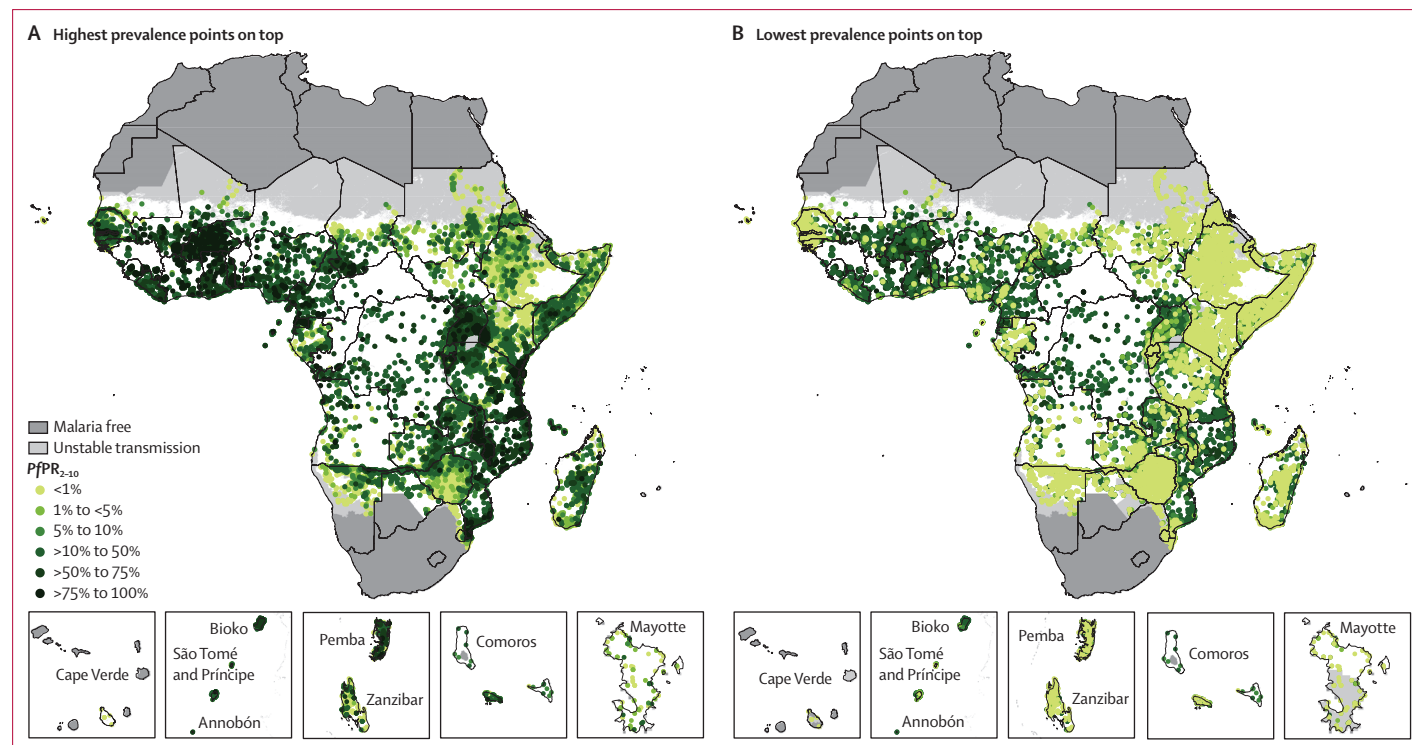 A Highest prevalence points on top
B Lowest prevalence points on top
Malaria free
Unstable transmission
PfPR2–10
<1%
1% to <5%
5% to 10%
>10% to 50%
>50% to 75%
>75% to 100%
Cape Verde
Bioko
São Tomé
and Príncipe
Annobón
Pemba
Zanzibar
Comoros
Mayotte
Cape Verde
Bioko
São Tomé
and Príncipe
Annobón
Pemba
Zanzibar
Comoros
Mayotte